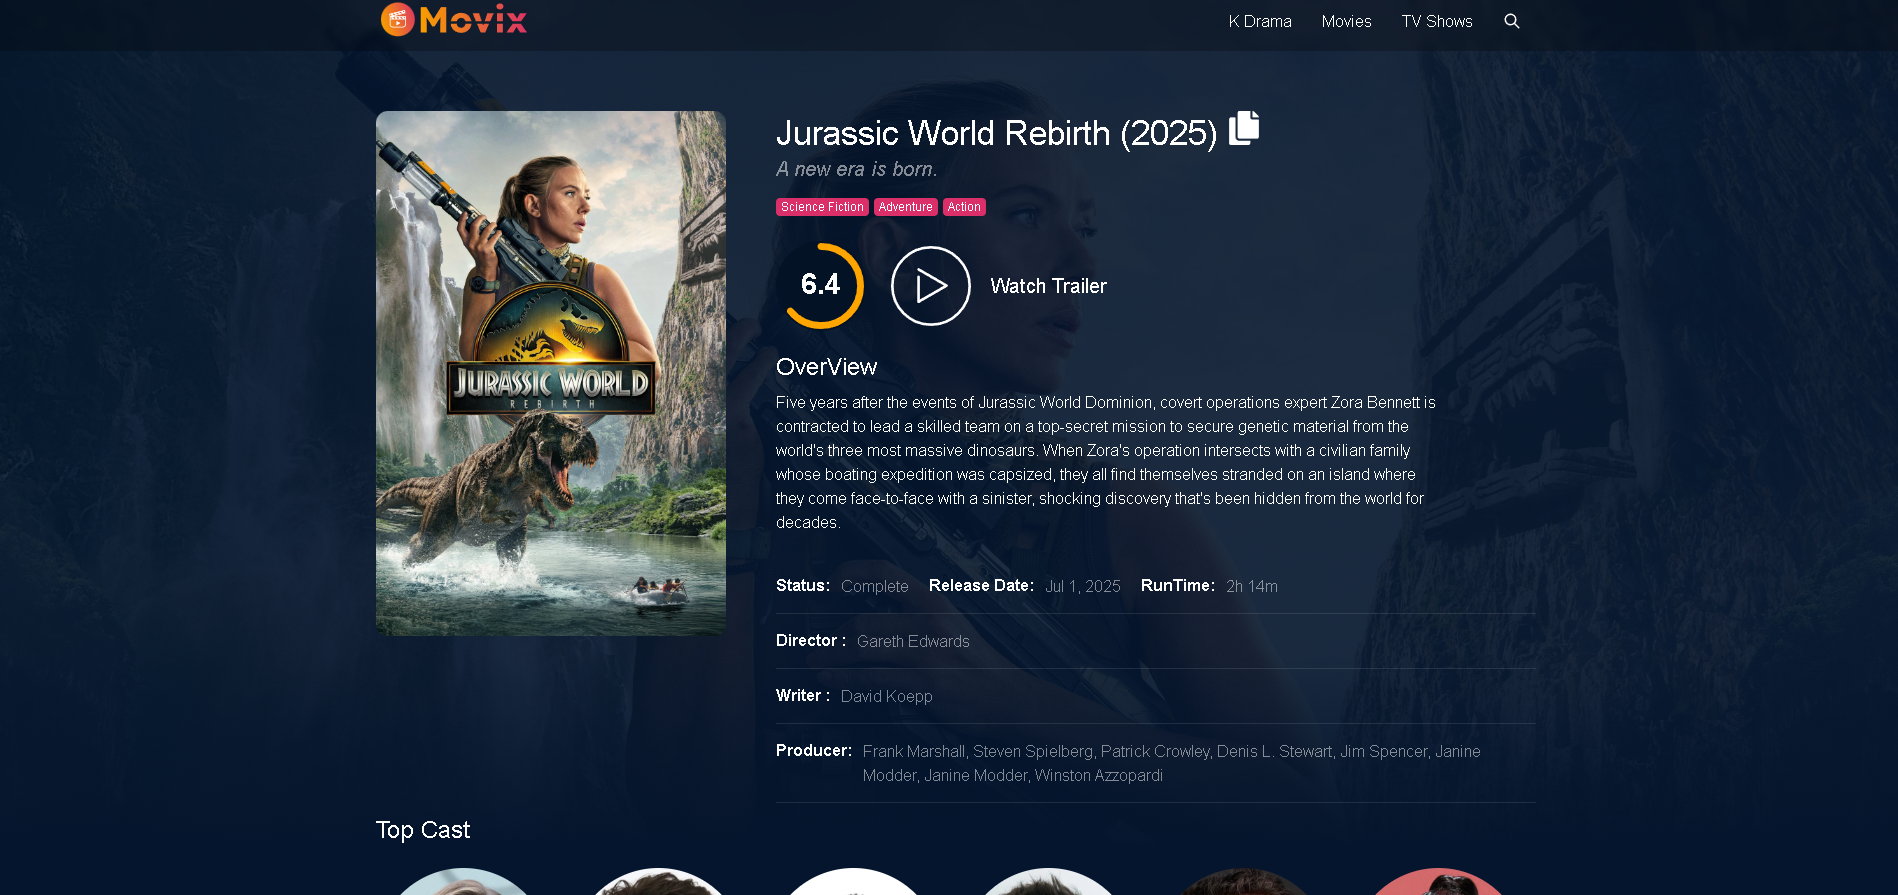 Movix
K Drama
Movies
TV Shows
Jurassic World Rebirth (2025)
A new era is born.
Science Fiction
Adventure
Action
6.4
Watch Trailer
JURASSIC WORLD
REBIRTH
OverView
Five years after the events of Jurassic World Dominion, covert operations expert Zora Bennett is
contracted to lead a skilled team on a top-secret mission to secure genetic material from the
world's three most massive dinosaurs. When Zora's operation intersects with a civilian family
whose boating expedition was capsized, they all find themselves stranded on an island where
they come face-to-face with a sinister, shocking discovery that's been hidden from the world for
decades.
Status: Complete Release Date: Jul 1, 2025 RunTime: 2h 14m
Director : Gareth Edwards
Writer : David Koepp
Producer: Frank Marshall, Steven Spielberg, Patrick Crowley, Denis L. Stewart, Jim Spencer, Janine
Modder, Janine Modder, Winston Azzopardi
Top Cast